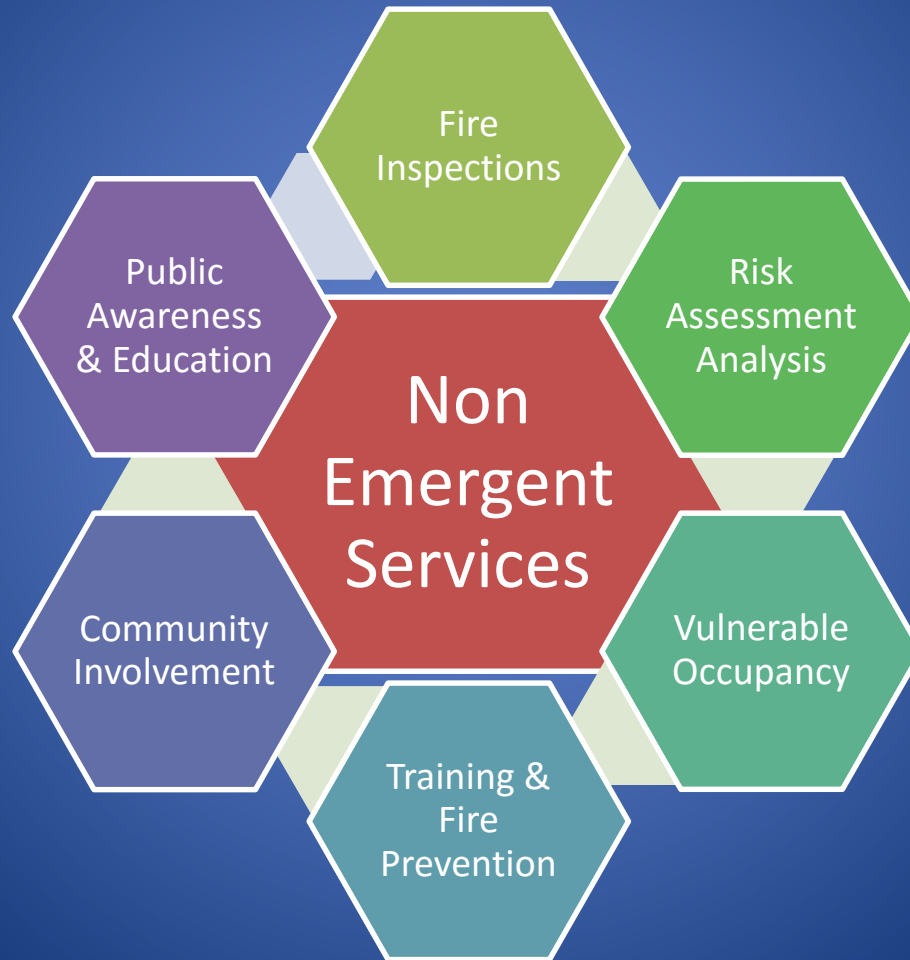 Fire
Inspections
Risk
Assessment
Analysis
Vulnerable
Occupancy
Training &
Fire
Prevention
Community
Involvement
Public
Awareness
& Education
Non
Emergent
Services